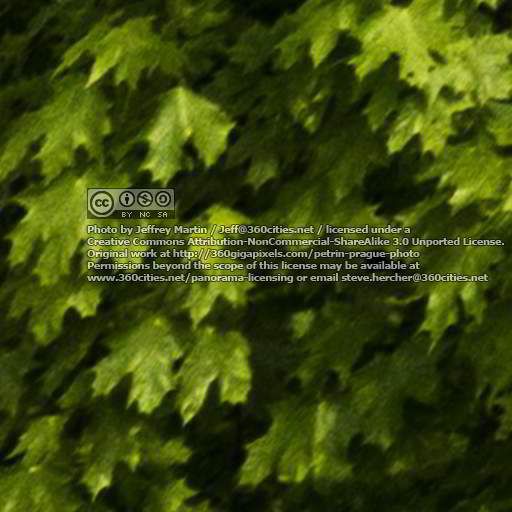 cc BY NC SA
Photo by Jeffrey Martin / Jeff@360cities.net / licensed under a
Creative Commons Attribution-NonCommercial-ShareAlike 3.0 Unported License.
Original work at http://360gigapixels.com/petrin-prague-photo
Permissions beyond the scope of this license may be available at
www.360cities.net/panorama-licensing or email steve.hercher@360cities.net